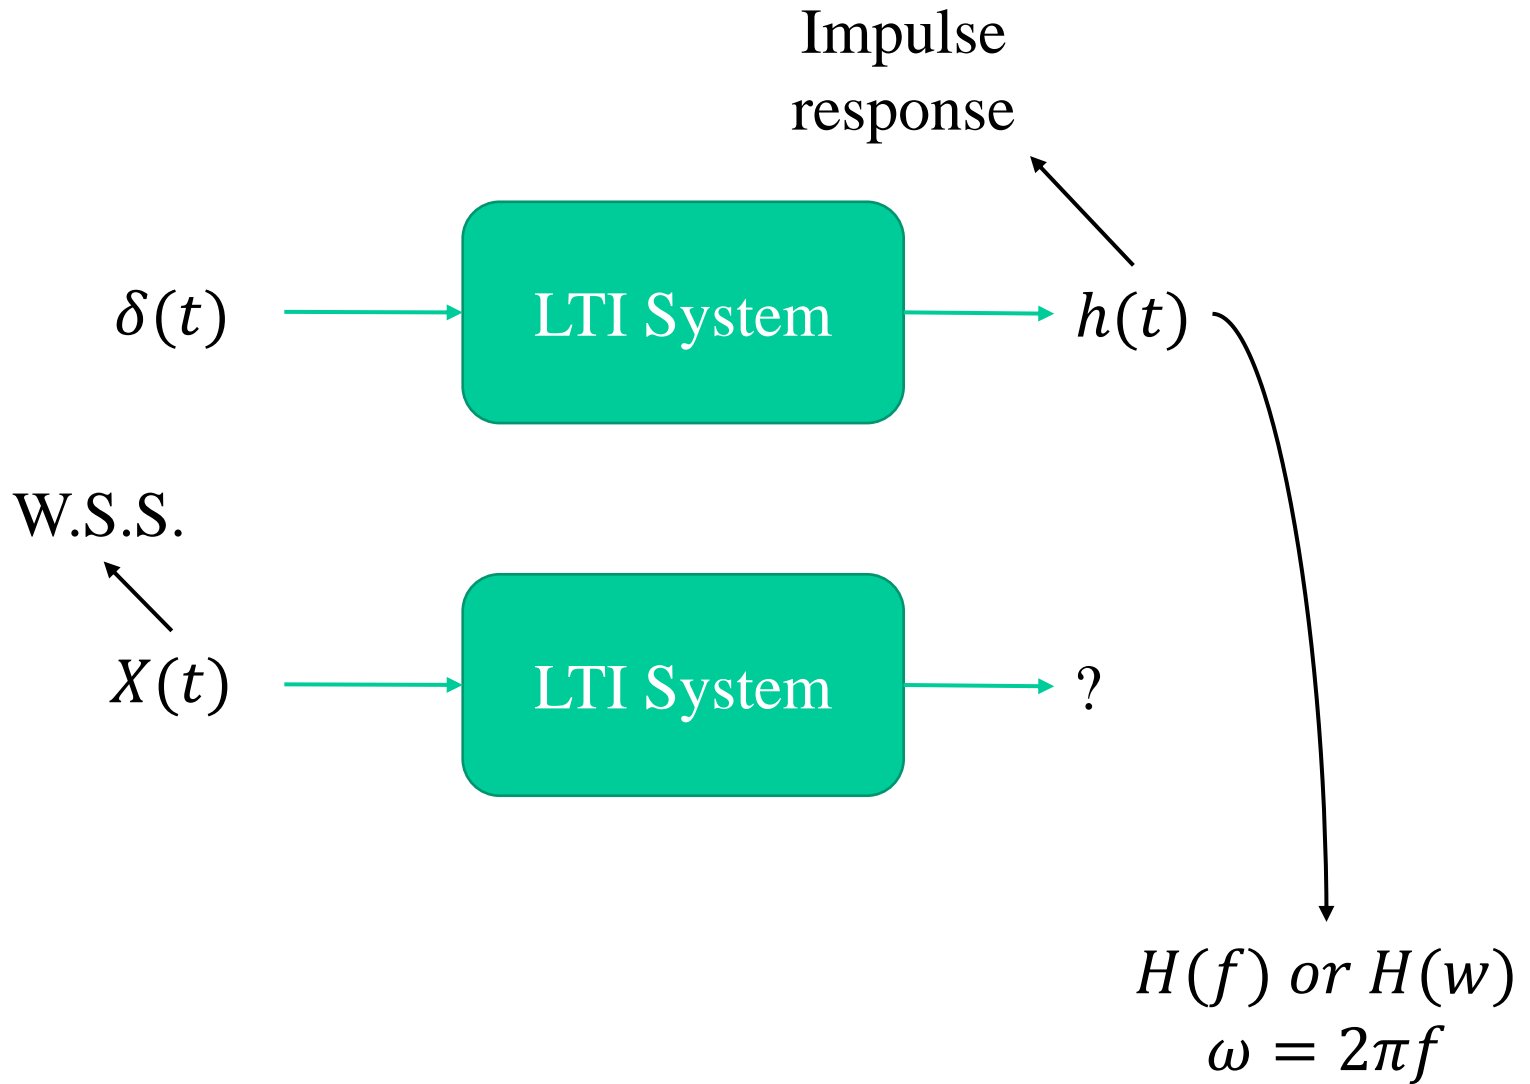 Impulse
response
δ(t)
LTI System
h(t)
W.S.S.
X(t)
LTI System
?
H(f) or H(w)
ω = 2πf